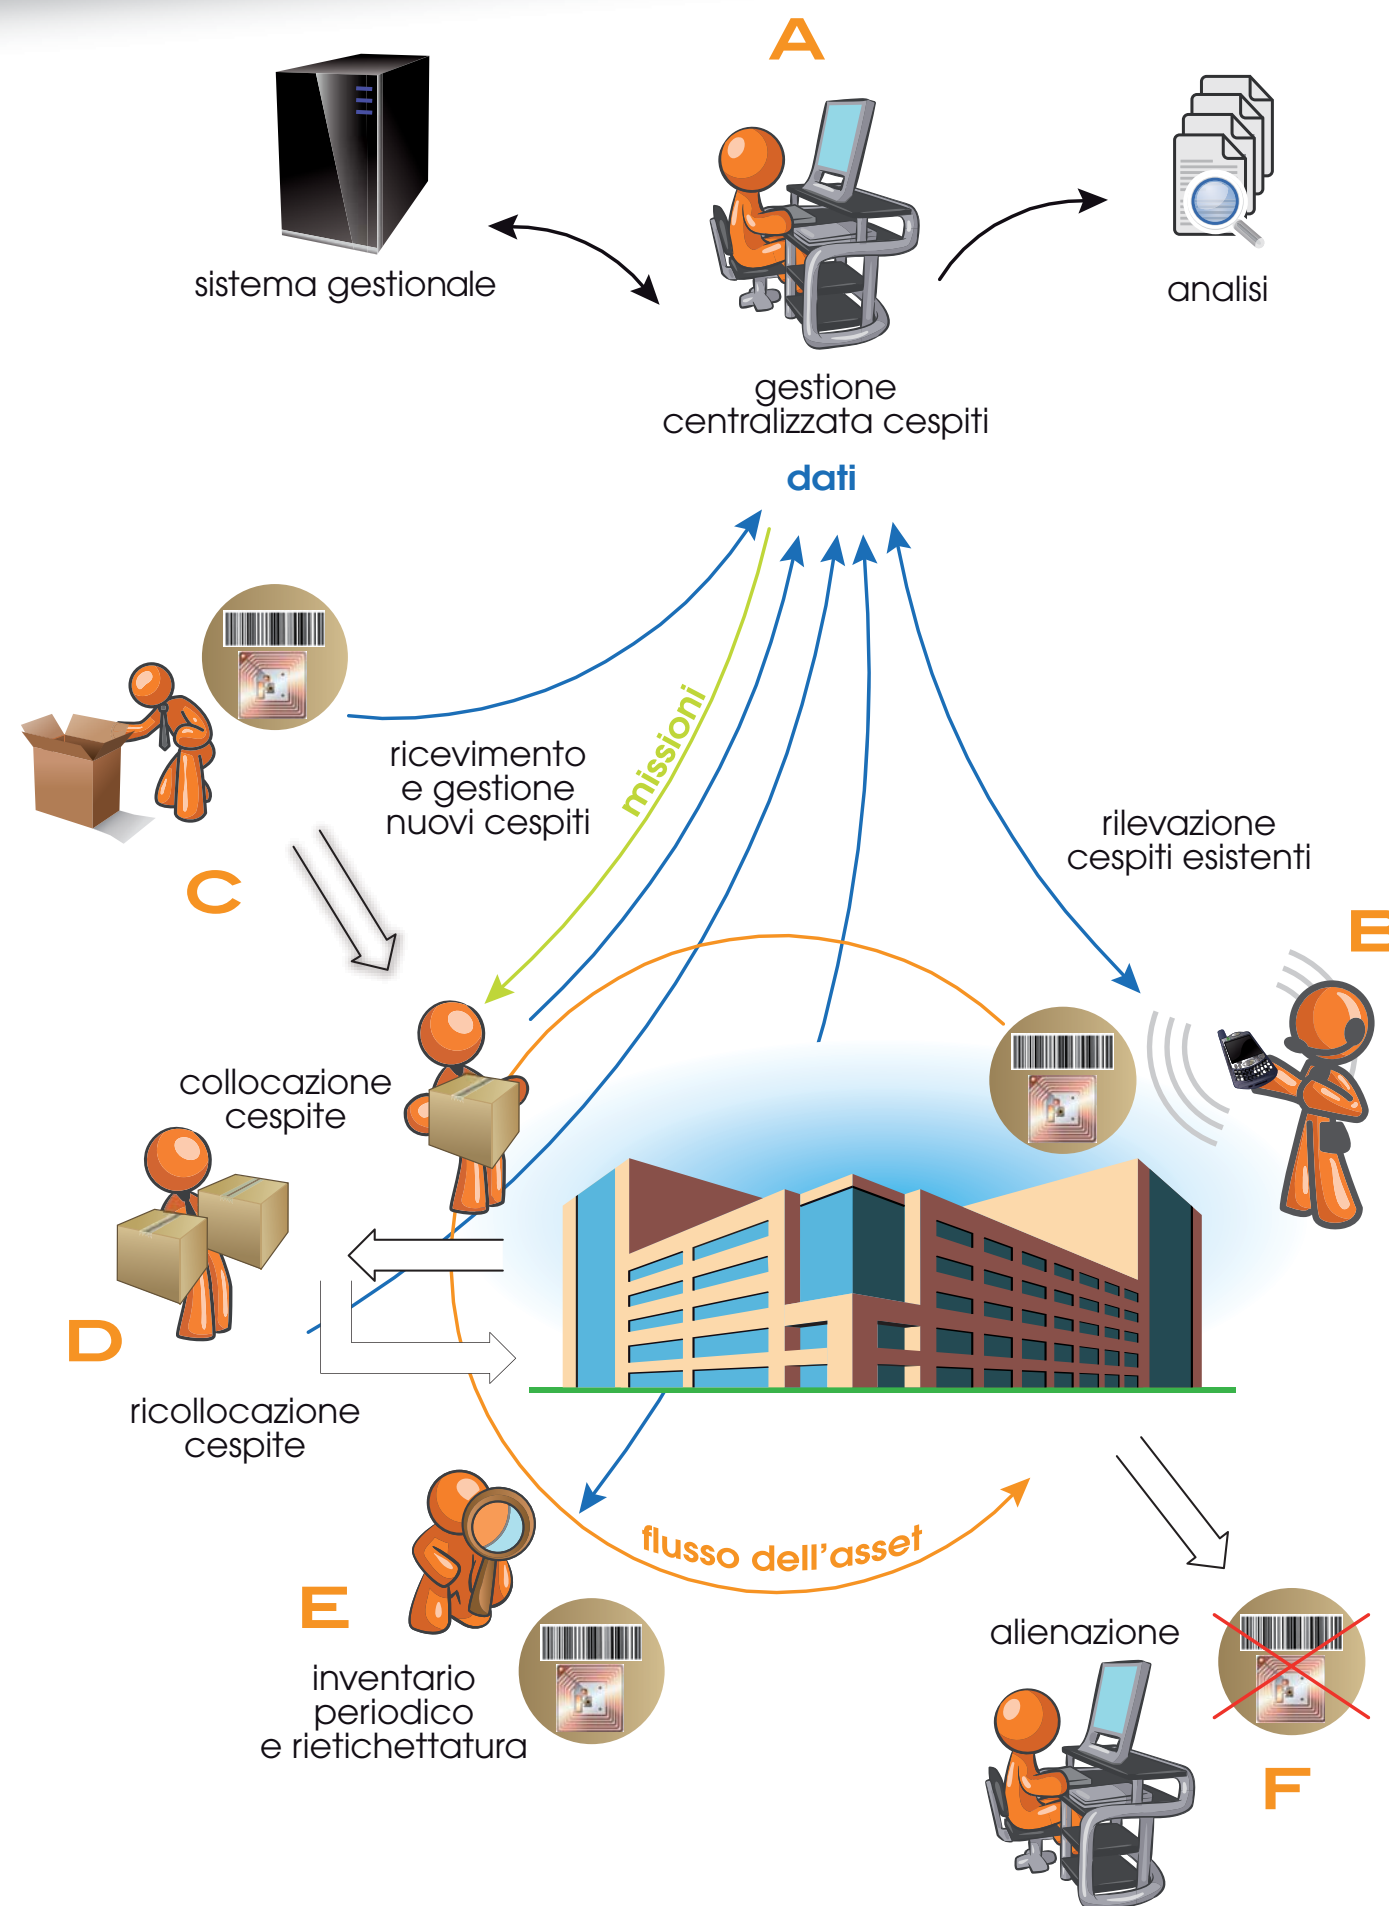 A
sistema gestionale
analisi
gestione
centralizzata cespiti
dati
missioni
ricevimento
e gestione
nuovi cespiti
C
rilevazione
cespiti esistenti
B
collocazione
cespite
D
ricollocazione
cespite
flusso dell'asset
E
inventario
periodico
e rietichettatura
alienazione
F